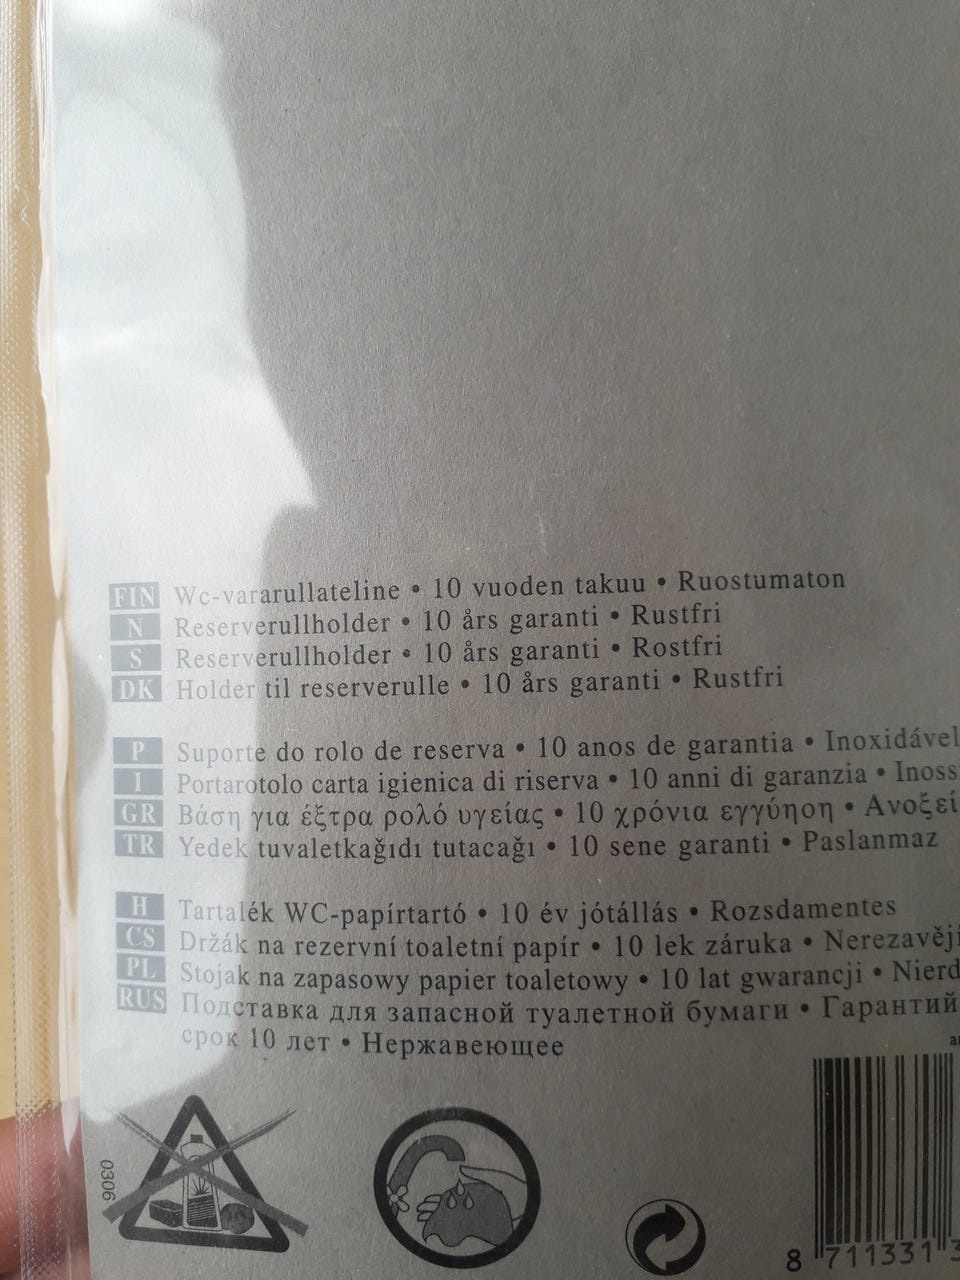 FIN Wc-vararullateline • 10 vuoden takuu • Ruostumaton
N Reserverullholder • 10 års garanti • Rustfri
S Reserverullholder • 10 års garanti • Rostfri
DK Holder til reserverulle • 10 års garanti • Rustfri
P Suporte do rolo de reserva • 10 anos de garantia • Inoxidável
I Portarotolo carta igienica di riserva • 10 anni di garanzia • Inoss
GR Βάση για έξτρα ρολό υγείας • 10 χρόνια εγγύηση • Ανοξεί
TR Yedek tuvaletkağıdı tutacağı • 10 sene garanti • Paslanmaz
H Tartalék WC-papírtartó • 10 év jótállás • Rozsdamentes
CS Držák na rezervní toaletní papír • 10 lek záruka • Nerezavěj
PL Stojak na zapasowy papier toaletowy • 10 lat gwarancji • Nierd
RUS Подставка для запасной туалетной бумаги • Гарантий
срок 10 лет • Нержавеющее
0306
8 711331